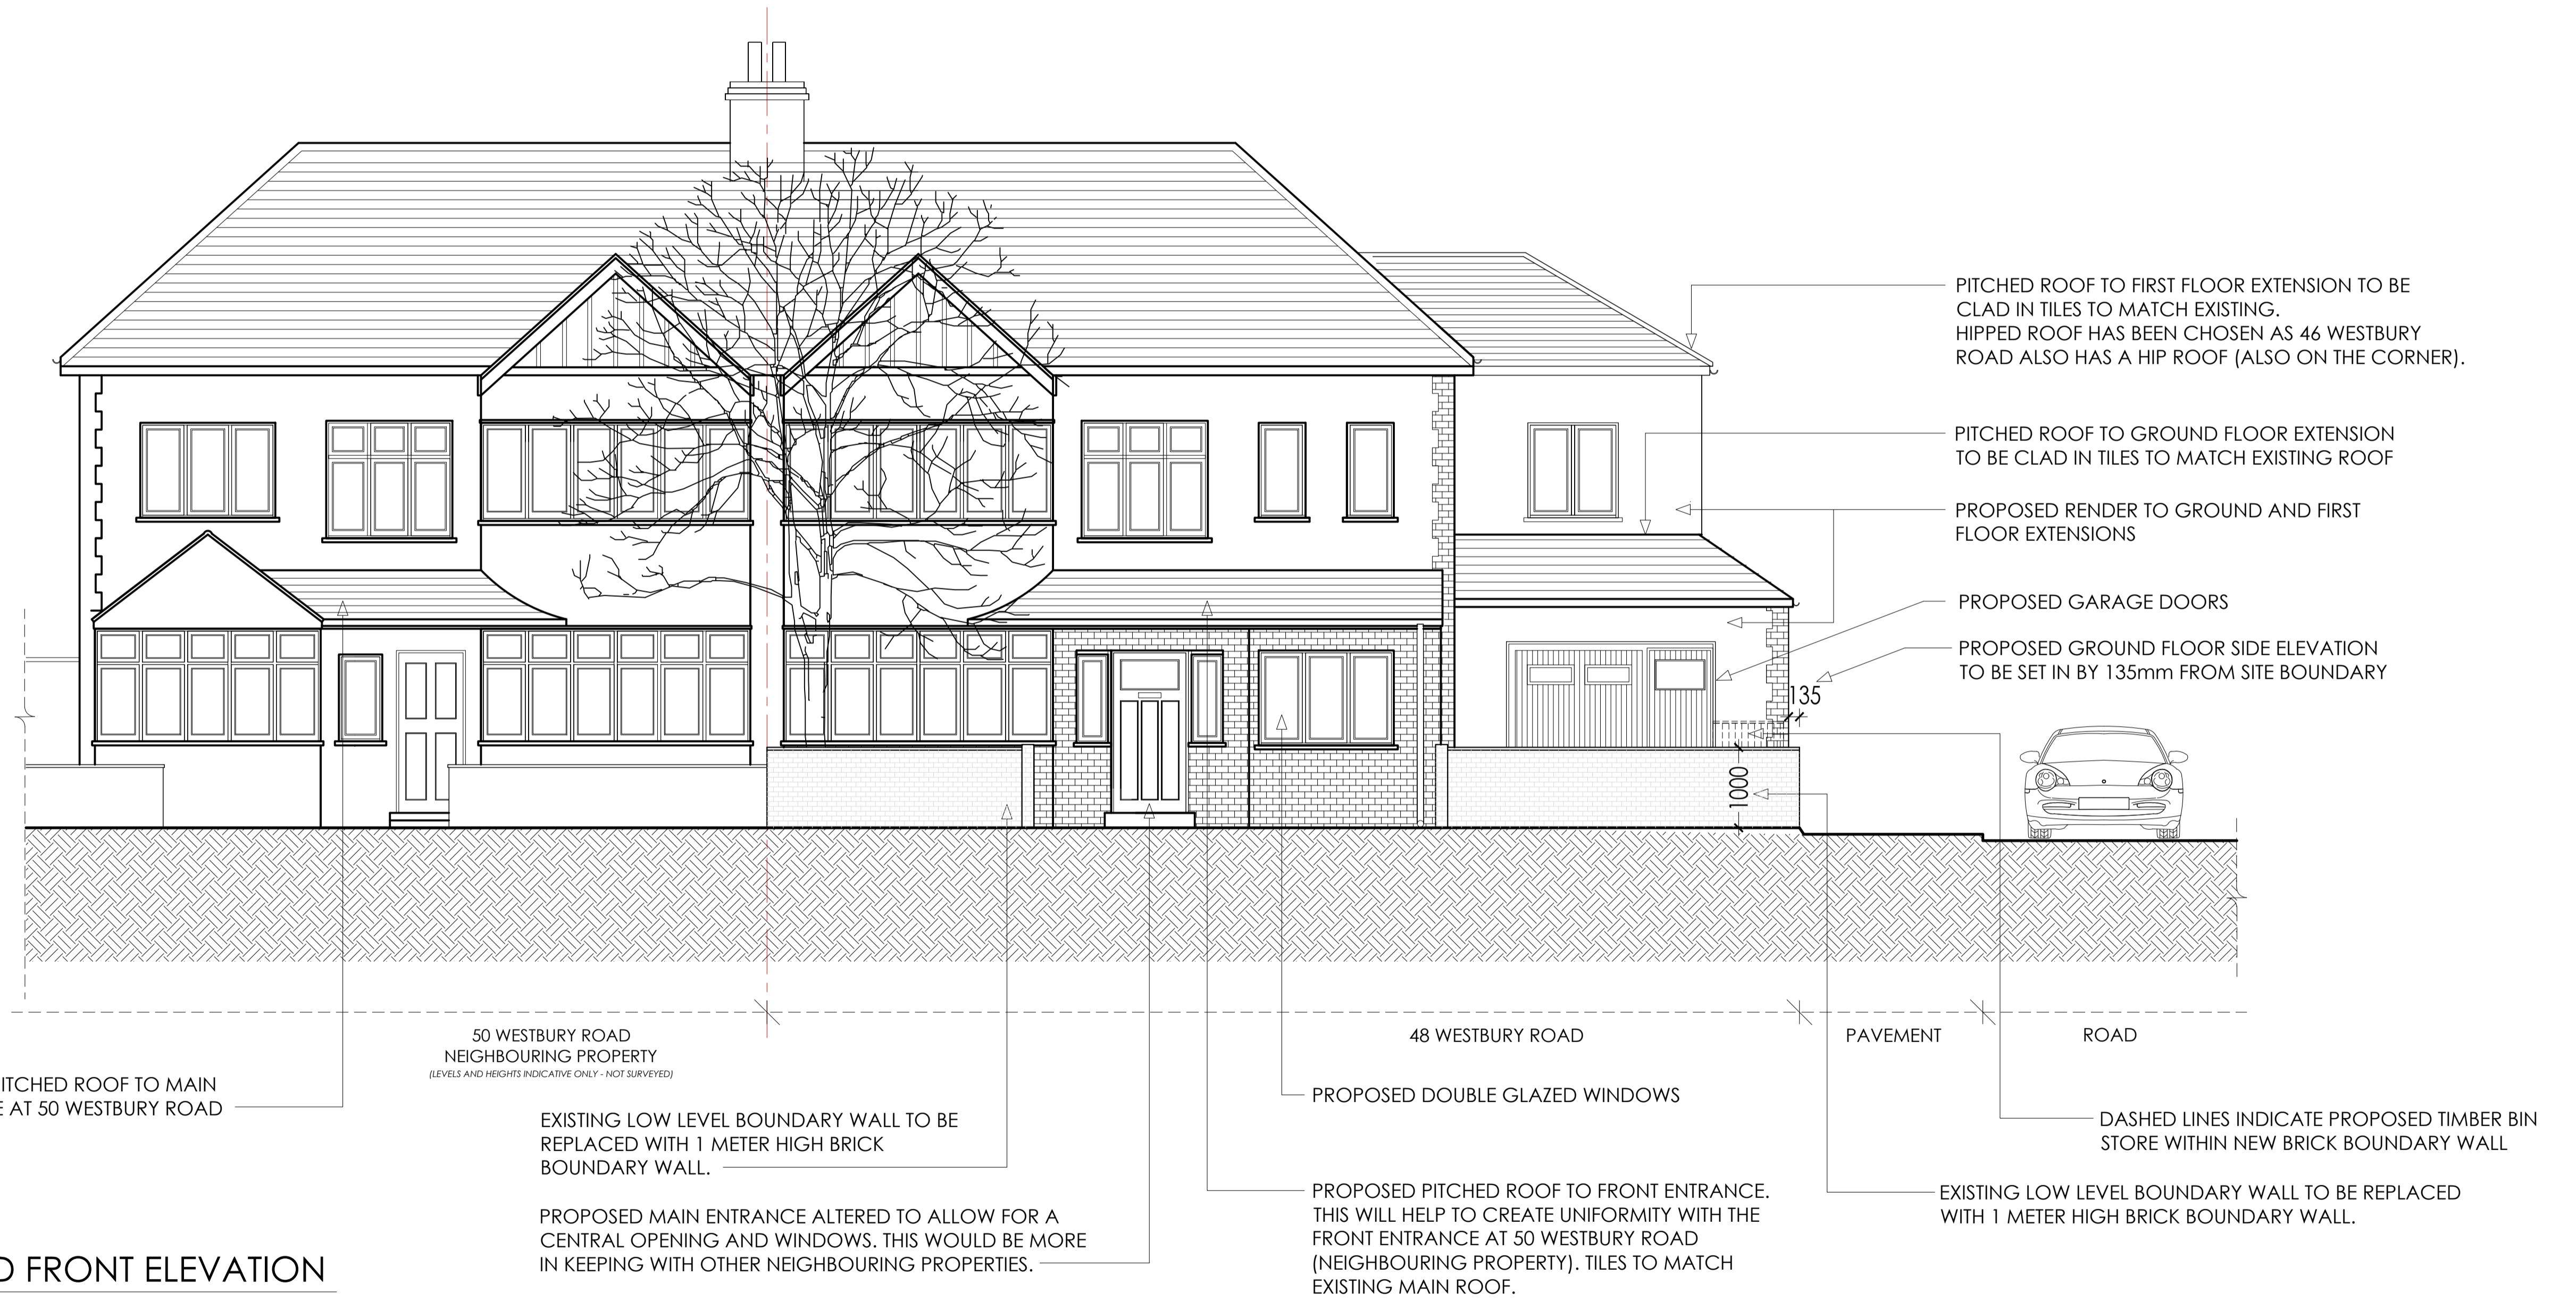 PITCHED ROOF TO FIRST FLOOR EXTENSION TO BE
CLAD IN TILES TO MATCH EXISTING.
HIPPED ROOF HAS BEEN CHOSEN AS 46 WESTBURY
ROAD ALSO HAS A HIP ROOF (ALSO ON THE CORNER).
PITCHED ROOF TO GROUND FLOOR EXTENSION
TO BE CLAD IN TILES TO MATCH EXISTING ROOF
PROPOSED RENDER TO GROUND AND FIRST
FLOOR EXTENSIONS
PROPOSED GARAGE DOORS
PROPOSED GROUND FLOOR SIDE ELEVATION
TO BE SET IN BY 135mm FROM SITE BOUNDARY
135
1000
50 WESTBURY ROAD
NEIGHBOURING PROPERTY
(LEVELS AND HEIGHTS INDICATIVE ONLY - NOT SURVEYED)
48 WESTBURY ROAD
PAVEMENT
ROAD
ITCHED ROOF TO MAIN
E AT 50 WESTBURY ROAD
EXISTING LOW LEVEL BOUNDARY WALL TO BE
REPLACED WITH 1 METER HIGH BRICK
BOUNDARY WALL.
PROPOSED MAIN ENTRANCE ALTERED TO ALLOW FOR A
CENTRAL OPENING AND WINDOWS. THIS WOULD BE MORE
IN KEEPING WITH OTHER NEIGHBOURING PROPERTIES.
PROPOSED DOUBLE GLAZED WINDOWS
PROPOSED PITCHED ROOF TO FRONT ENTRANCE.
THIS WILL HELP TO CREATE UNIFORMITY WITH THE
FRONT ENTRANCE AT 50 WESTBURY ROAD
(NEIGHBOURING PROPERTY). TILES TO MATCH
EXISTING MAIN ROOF.
DASHED LINES INDICATE PROPOSED TIMBER BIN
STORE WITHIN NEW BRICK BOUNDARY WALL
EXISTING LOW LEVEL BOUNDARY WALL TO BE REPLACED
WITH 1 METER HIGH BRICK BOUNDARY WALL.
D FRONT ELEVATION